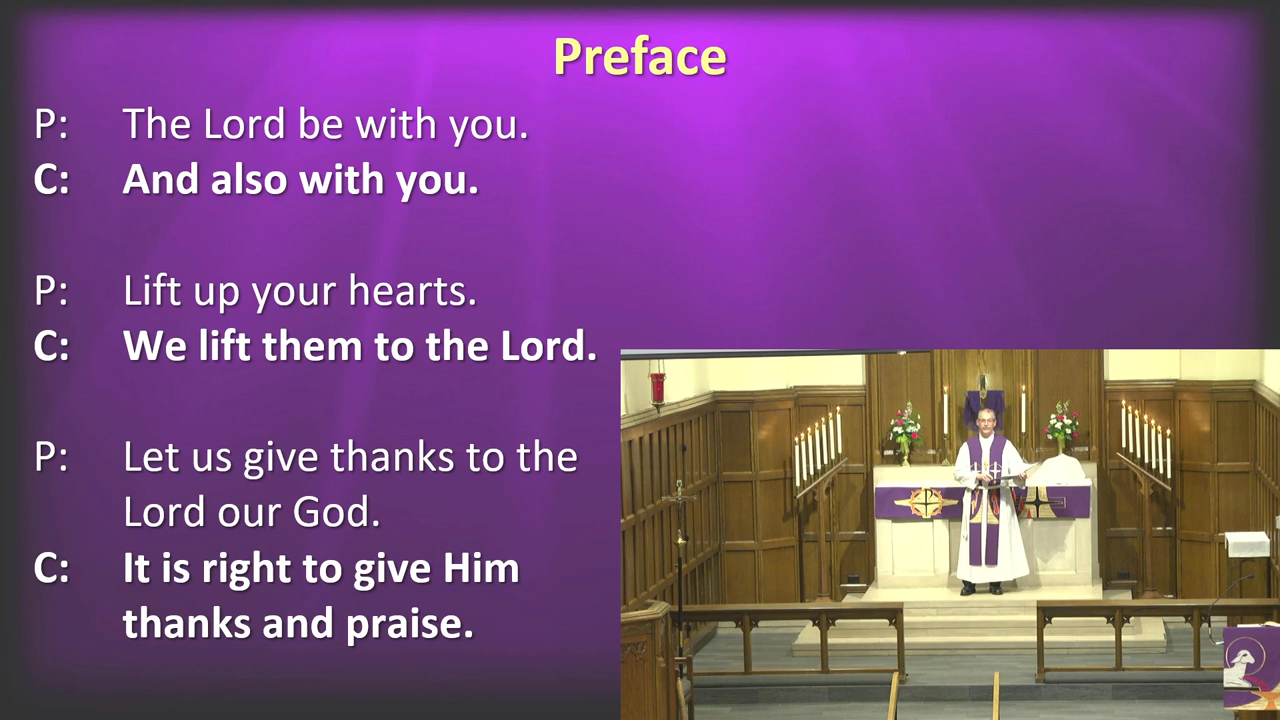 Preface
P: The Lord be with you.
C: And also with you.
P: Lift up your hearts.
C: We lift them to the Lord.
P: Let us give thanks to the
Lord our God.
C: It is right to give Him
thanks and praise.